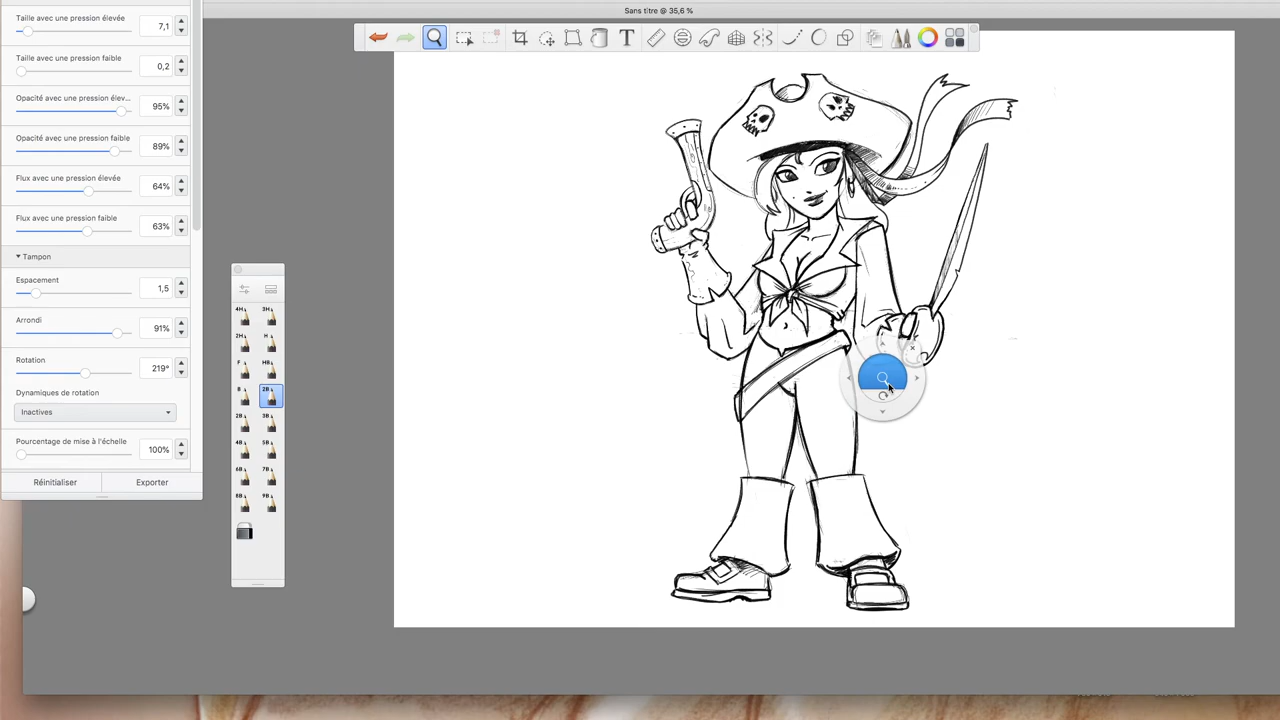 Sans titre @ 35,6 %
Taille avec une pression élevée
7,1
Taille avec une pression faible
0,2
Opacité avec une pression élev...
95%
Opacité avec une pression faible
89%
Flux avec une pression élevée
64%
Flux avec une pression faible
63%
Tampon
Espacement
1,5
Arrondi
91%
Rotation
219°
Dynamiques de rotation
Inactives
Pourcentage de mise à l'échelle
100%
Réinitialiser Exporter
T
4H 3H
2H H
F HB
B 2B
2B 3B
4B 5B
6B 7B
8B 9B